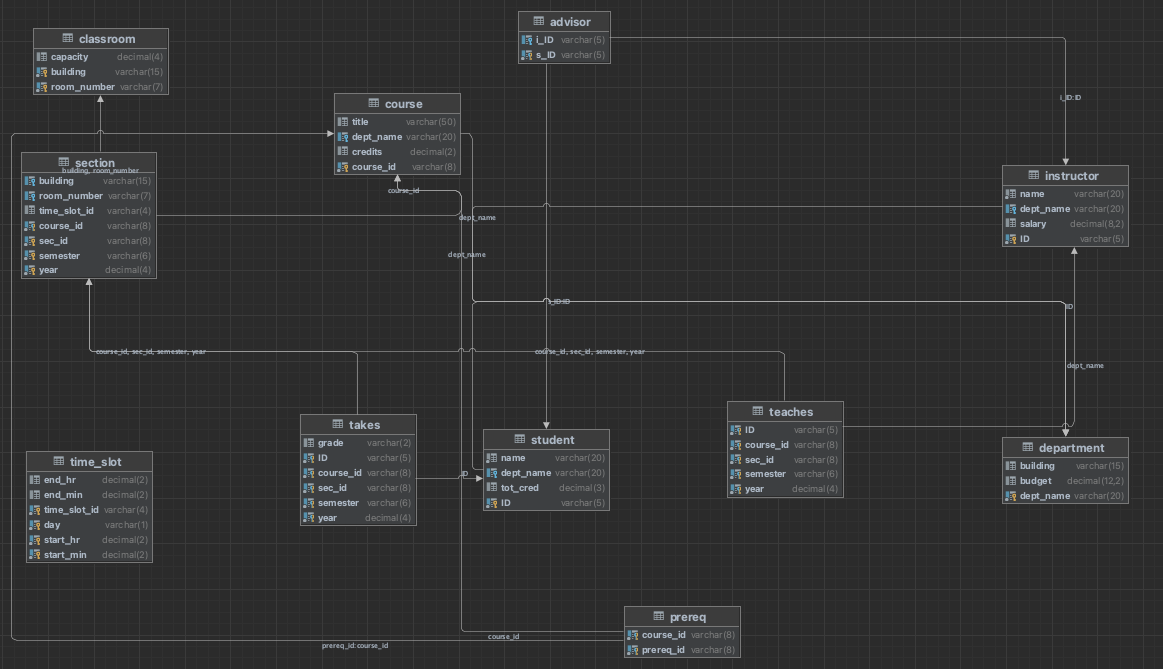 advisor
i_ID varchar(5)
s_ID varchar(5)
classroom
capacity decimal(4)
building varchar(15)
room_number varchar(7)
course
title varchar(50)
dept_name varchar(20)
credits decimal(2)
course_id varchar(8)
i_ID:ID
section
building, room_number
building varchar(15)
room_number varchar(7)
time_slot_id varchar(4)
course_id varchar(8)
sec_id varchar(8)
semester varchar(6)
year decimal(4)
instructor
name varchar(20)
dept_name varchar(20)
salary decimal(8,2)
ID varchar(5)
course_id
dept_name
dept_name
s_ID:ID
ID
course_id, sec_id, semester, year
course_id, sec_id, semester, year
dept_name
takes
grade varchar(2)
ID varchar(5)
course_id varchar(8)
sec_id varchar(8)
semester varchar(6)
year decimal(4)
ID
student
name varchar(20)
dept_name varchar(20)
tot_cred decimal(3)
ID varchar(5)
teaches
ID varchar(5)
course_id varchar(8)
sec_id varchar(8)
semester varchar(6)
year decimal(4)
department
building varchar(15)
budget decimal(12,2)
dept_name varchar(20)
time_slot
end_hr decimal(2)
end_min decimal(2)
time_slot_id varchar(4)
day varchar(1)
start_hr decimal(2)
start_min decimal(2)
prereq
course_id varchar(8)
prereq_id varchar(8)
course_id
prereq_id:course_id